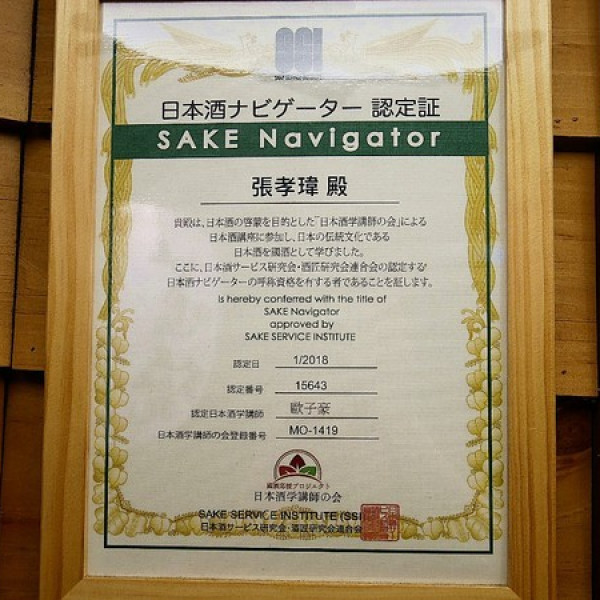 SSI
日本酒ナビゲーター 認定証
SAKE Navigator
張孝瑋 殿
貴殿は、日本酒の啓蒙を目的とした「日本酒学講師の会」による
日本酒講座に参加し、日本の伝統文化である
日本酒を國酒として学びました。
ここに、日本酒サービス研究会・酒匠研究会連合会の認定する
日本酒ナビゲーターの呼称資格を有する者であることを証します。
is hereby conferred with the title of
SAKE Navigator
approved by
SAKE SERVICE INSTITUTE
認定日 1/2018
認定番号 15643
認定日本酒学講師 歐子豪
日本酒学講師の会登録番号 MO-1419
國酒応援プロジェクト
日本酒学講師の会
SAKE SERVICE INSTITUTE (SSI
日本酒サービス研究会・酒匠研究会連合会